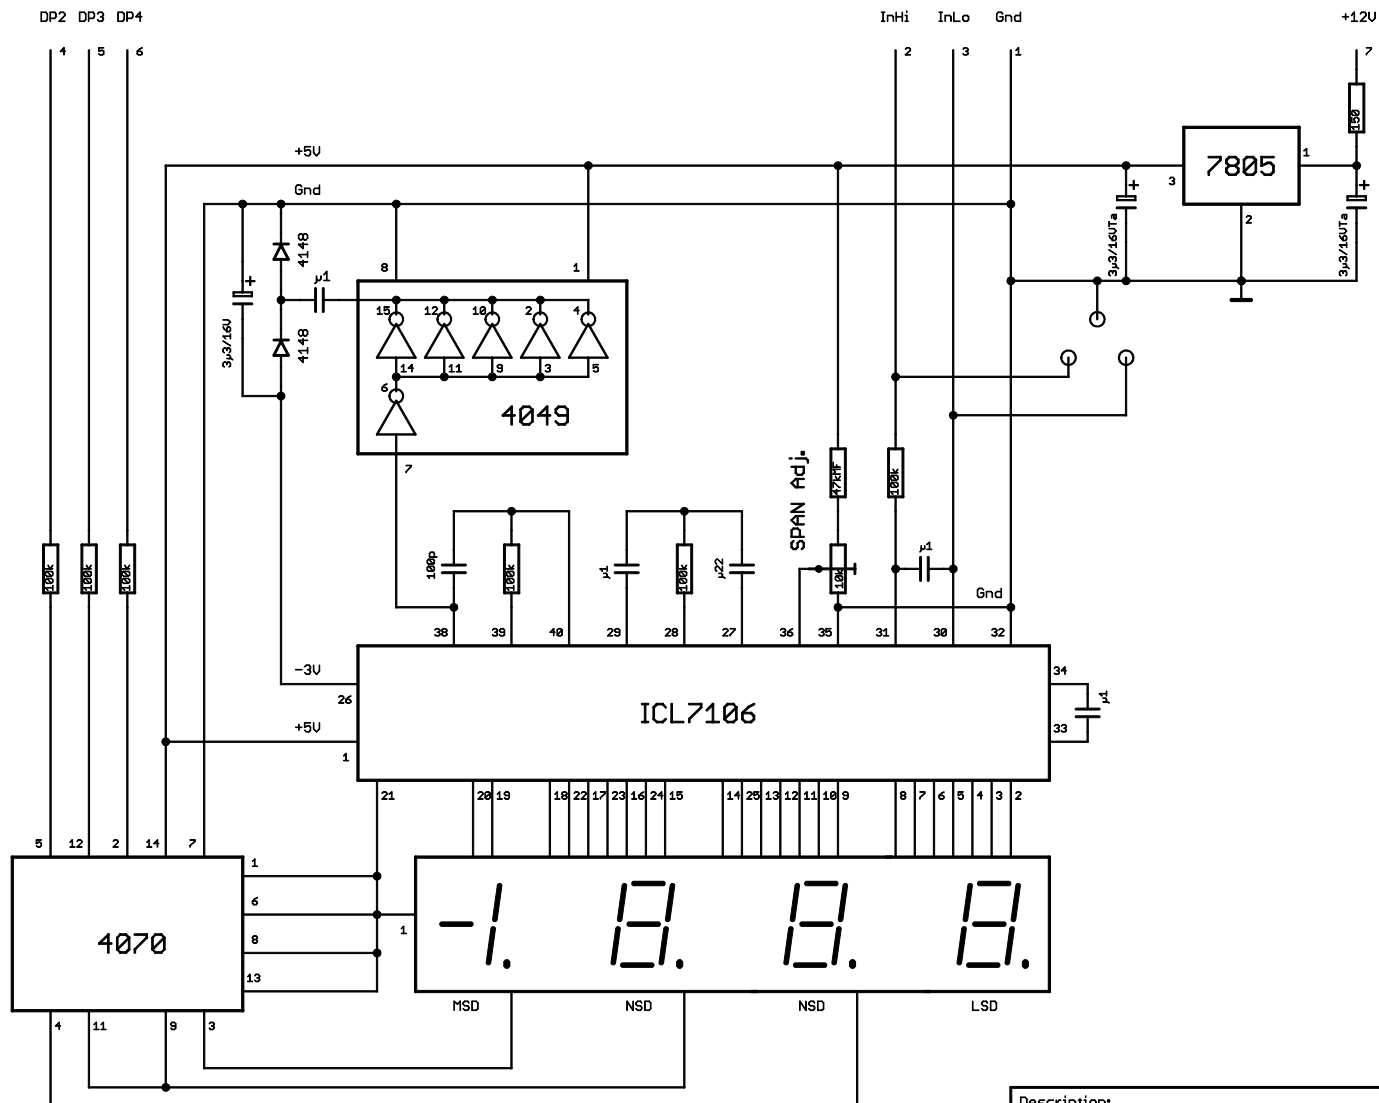 DP2 DP3 DP4 InHi InLo Gnd +12V
4 5 6 2 3 1 7
150
+5V 7805 1
3
Gnd
+ +
2
3µ3/16VTa 3µ3/16VTa
4148
8 1
µ1
+
15 12 10 2 4
3µ3/16V
4148
14 11 9 3 5
6
4049
7
SPAN Adj.
47kMF 100k
100k 100k 100k
100p 100k µ1 100k µ22 10k µ1
Gnd
38 39 40 29 28 27 36 35 31 30 32
-3V 34
26
ICL7106 µ1
+5V 33
1
21 20 19 18 22 17 23 16 24 15 14 25 13 12 11 10 9 8 7 6 5 4 3 2
5 12 2 14 7
1
6
-1. 8. 8. 8.
1
4070 8
13
MSD NSD NSD LSD
4 11 9 3
Description: